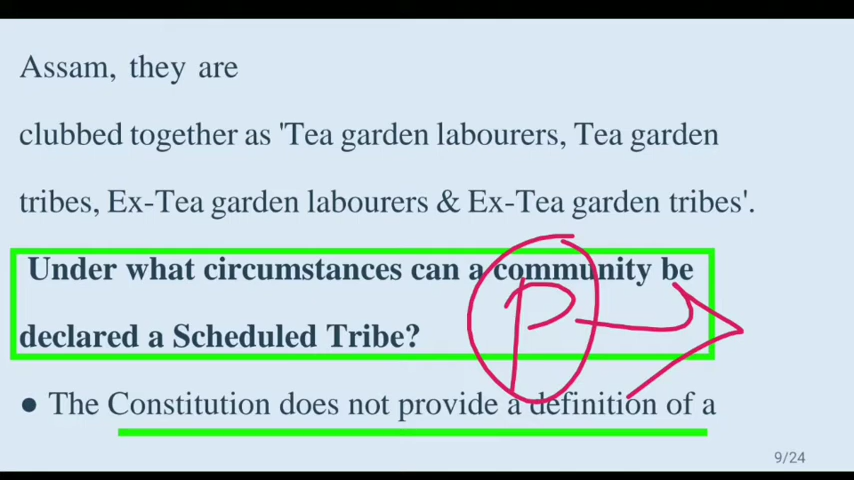 Assam, they are
clubbed together as 'Tea garden labourers, Tea garden
tribes, Ex-Tea garden labourers & Ex-Tea garden tribes'.
Under what circumstances can a community be
declared a Scheduled Tribe?
P
● The Constitution does not provide a definition of a
9/24